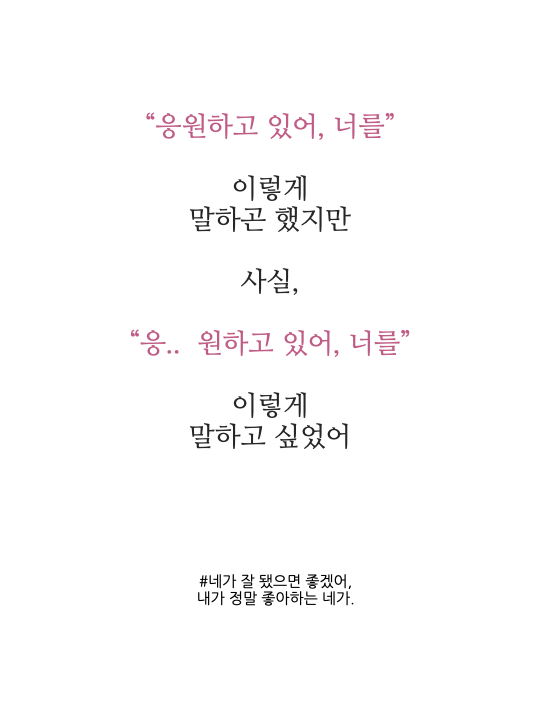 “응원하고 있어, 너를”
이렇게
말하곤 했지만
사실,
“응..  원하고 있어, 너를”
이렇게
말하고 싶었어
#네가 잘 됐으면 좋겠어,
내가 정말 좋아하는 네가.